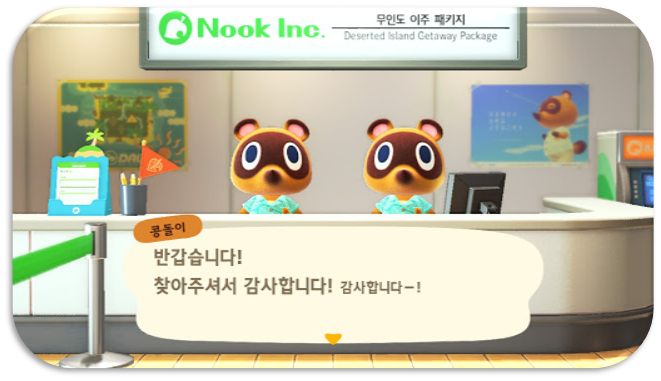 Nook Inc.
무인도 이주 패키지
Deserted Island Getaway Package
콩돌이
반갑습니다!
찾아주셔서 감사합니다! 감사합니다-!